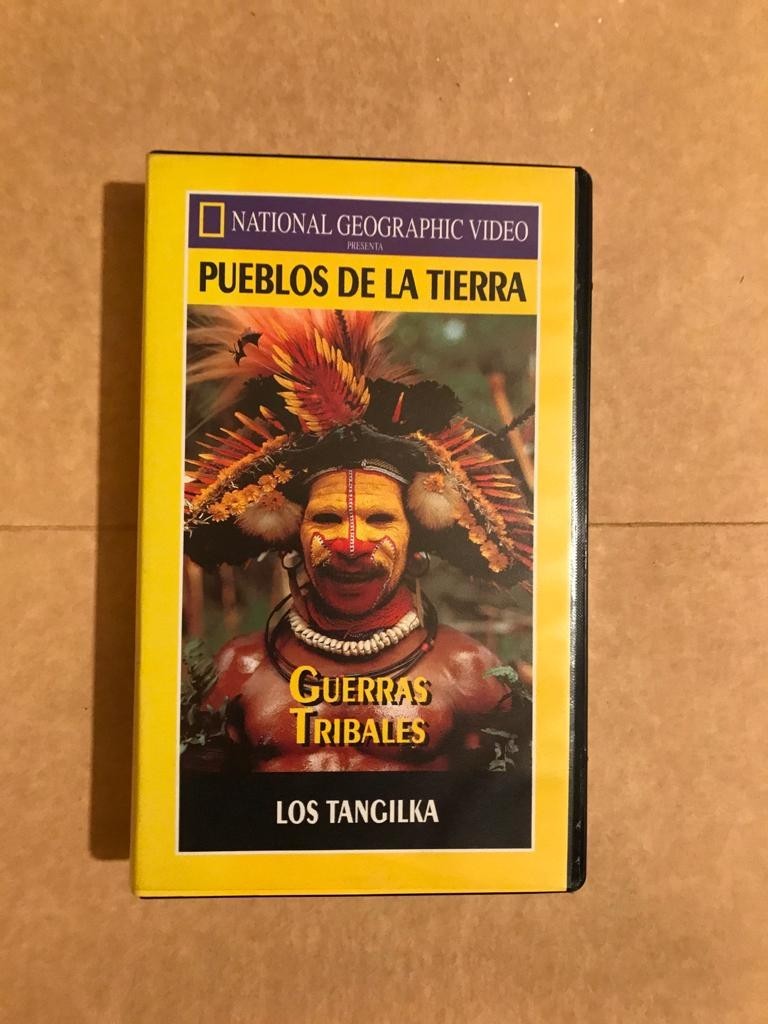 NATIONAL GEOGRAPHIC VIDEO
PRESENTA
PUEBLOS DE LA TIERRA
GUERRAS
TRIBALES
LOS TANGILKA